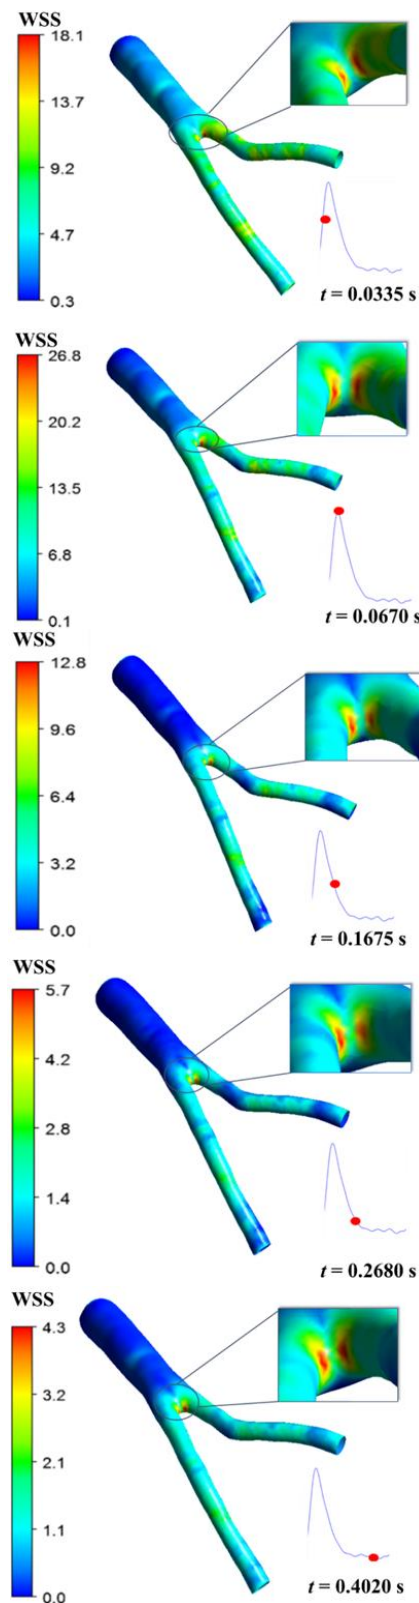 WSS
18.1
13.7
9.2
4.7
0.3
t = 0.0335 s
WSS
26.8
20.2
13.5
6.8
0.1
t = 0.0670 s
WSS
12.8
9.6
6.4
3.2
0.0
t = 0.1675 s
WSS
5.7
4.2
2.8
1.4
0.0
t = 0.2680 s
WSS
4.3
3.2
2.1
1.1
0.0
t = 0.4020 s